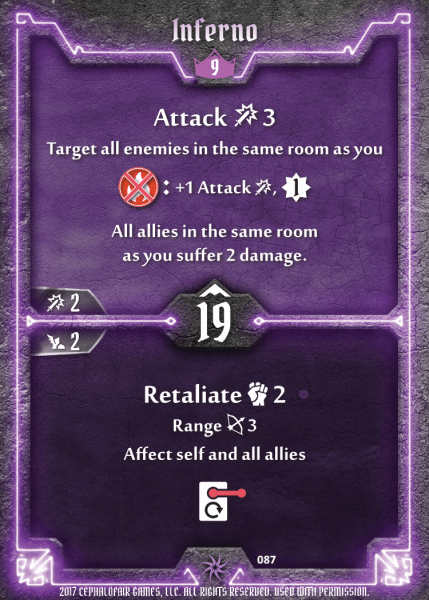 Inferno
9
Attack 3
Target all enemies in the same room as you
: +1 Attack , 1
All allies in the same room
as you suffer 2 damage.
2
19
2
Retaliate 2
Range 3
Affect self and all allies
087
2017 CEPHALOFAIR GAMES, LLC. ALL RIGHTS RESERVED. USED WITH PERMISSION.